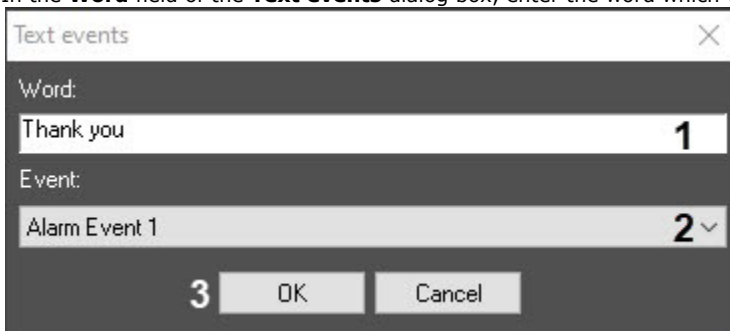 In the Word field of the Text events dialog box, enter the word which
Text events
Word:
Thank you 1
Event:
Alarm Event 1 2
3 OK Cancel